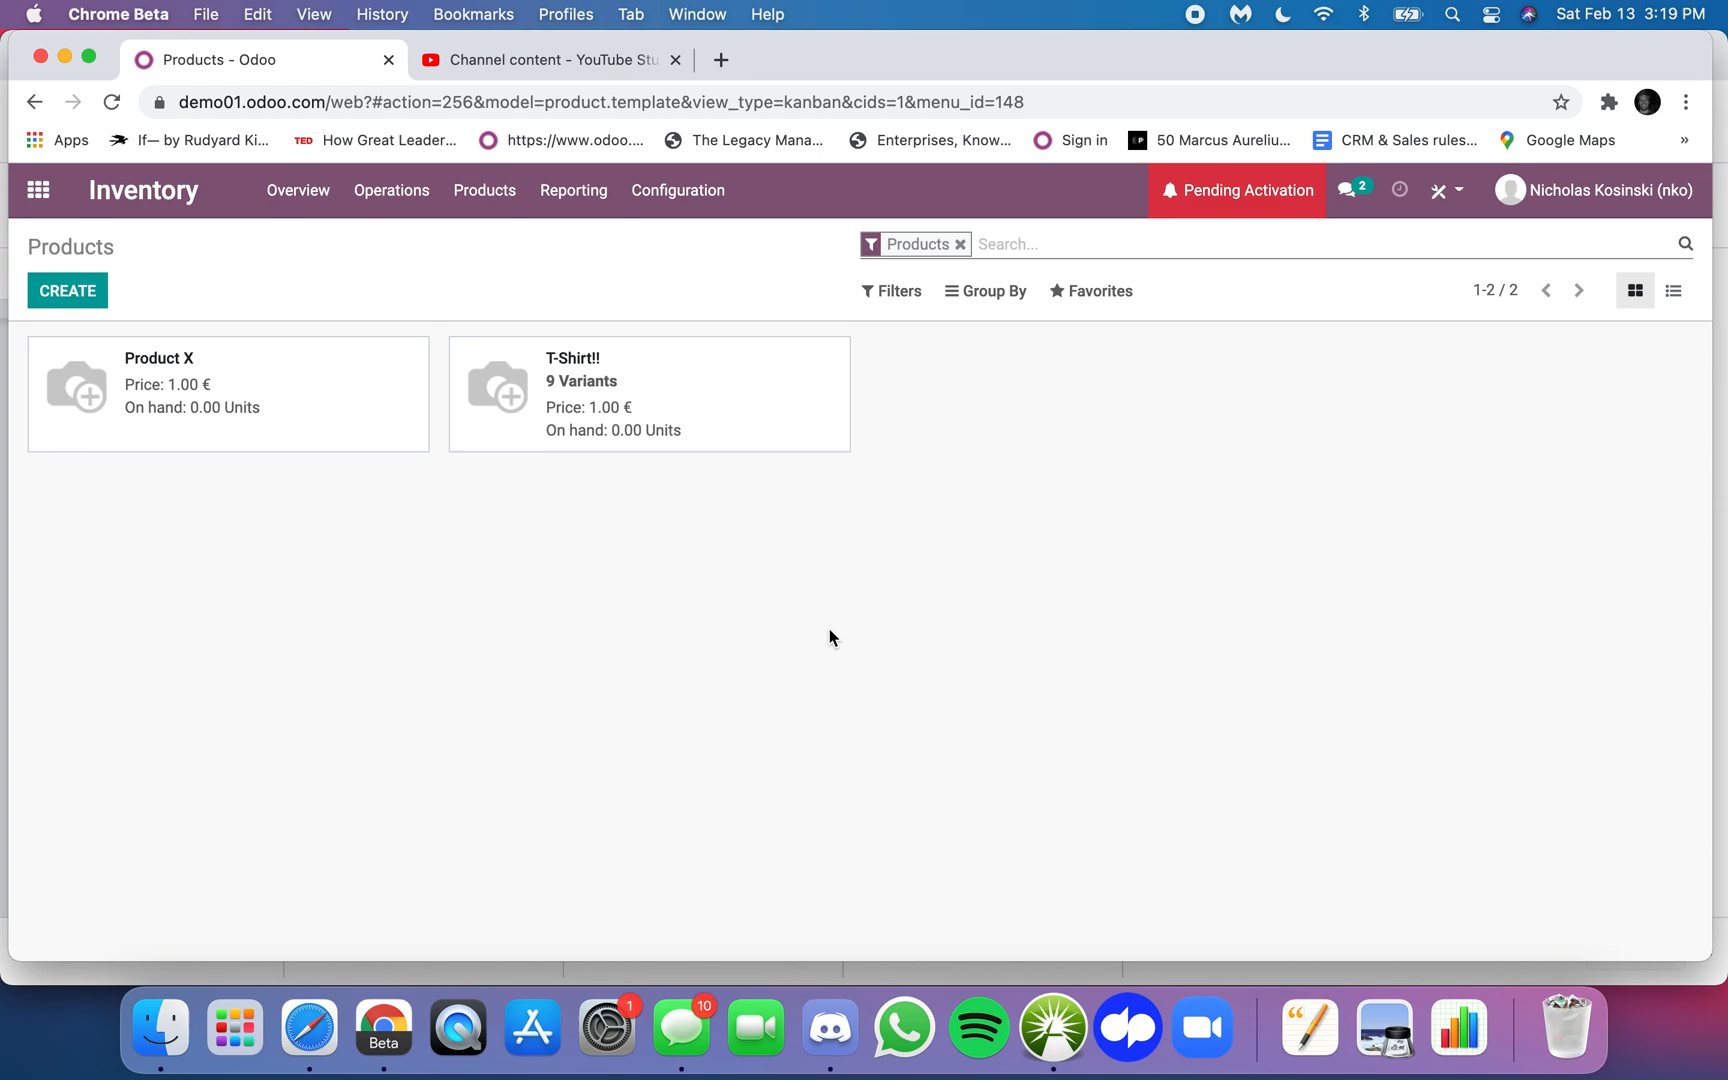 Chrome Beta File Edit View History Bookmarks Profiles Tab Window Help Sat Feb 13 3:19 PM
Products - Odoo Channel content - YouTube Stu
demo01.odoo.com/web?#action=256&model=product.template&view_type=kanban&cids=1&menu_id=148
Apps If— by Rudyard Ki... TED How Great Leader... https://www.odoo.... The Legacy Mana... Enterprises, Know... Sign in EP 50 Marcus Aureliu... CRM & Sales rules... Google Maps »
Inventory Overview Operations Products Reporting Configuration Pending Activation 2 Nicholas Kosinski (nko)
Products Products Search...
CREATE Filters Group By Favorites 1-2 / 2
Product X
Price: 1.00 €
On hand: 0.00 Units
T-Shirt!!
9 Variants
Price: 1.00 €
On hand: 0.00 Units
1 10
Beta